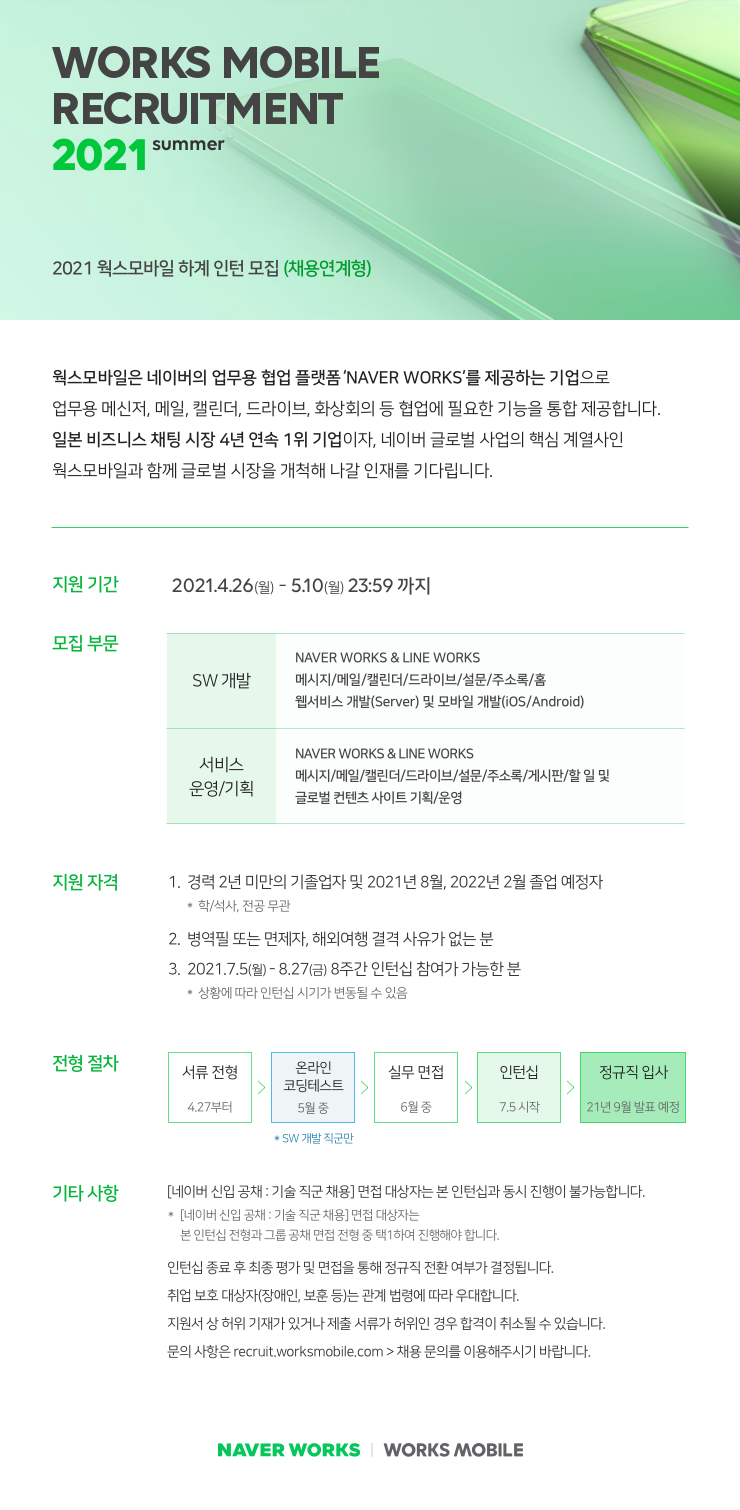 WORKS MOBILE
RECRUITMENT
2021 summer
2021 웍스모바일 하계 인턴 모집 (채용연계형)
웍스모바일은 네이버의 업무용 협업 플랫폼 ‘NAVER WORKS’를 제공하는 기업으로
업무용 메신저, 메일, 캘린더, 드라이브, 화상회의 등 협업에 필요한 기능을 통합 제공합니다.
일본 비즈니스 채팅 시장 4년 연속 1위 기업이자, 네이버 글로벌 사업의 핵심 계열사인
웍스모바일과 함께 글로벌 시장을 개척해 나갈 인재를 기다립니다.
지원 기간
2021.4.26(월) - 5.10(월) 23:59 까지
모집 부문
SW 개발
NAVER WORKS & LINE WORKS
메시지/메일/캘린더/드라이브/설문/주소록/홈
웹서비스 개발(Server) 및 모바일 개발(iOS/Android)
서비스
운영/기획
NAVER WORKS & LINE WORKS
메시지/메일/캘린더/드라이브/설문/주소록/게시판/할 일 및
글로벌 컨텐츠 사이트 기획/운영
지원 자격
1. 경력 2년 미만의 기졸업자 및 2021년 8월, 2022년 2월 졸업 예정자
* 학/석사, 전공 무관
2. 병역필 또는 면제자, 해외여행 결격 사유가 없는 분
3. 2021.7.5(월) - 8.27(금) 8주간 인턴십 참여가 가능한 분
* 상황에 따라 인턴십 시기가 변동될 수 있음
전형 절차
서류 전형
4.27부터
온라인
코딩테스트
5월 중
* SW 개발 직군만
실무 면접
6월 중
인턴십
7.5 시작
정규직 입사
21년 9월 발표 예정
기타 사항
[네이버 신입 공채 : 기술 직군 채용] 면접 대상자는 본 인턴십과 동시 진행이 불가능합니다.
* [네이버 신입 공채 : 기술 직군 채용] 면접 대상자는
본 인턴십 전형과 그룹 공채 면접 전형 중 택1하여 진행해야 합니다.
인턴십 종료 후 최종 평가 및 면접을 통해 정규직 전환 여부가 결정됩니다.
취업 보호 대상자(장애인, 보훈 등)는 관계 법령에 따라 우대합니다.
지원서 상 허위 기재가 있거나 제출 서류가 허위인 경우 합격이 취소될 수 있습니다.
문의 사항은 recruit.worksmobile.com > 채용 문의를 이용해주시기 바랍니다.
NAVER WORKS | WORKS MOBILE